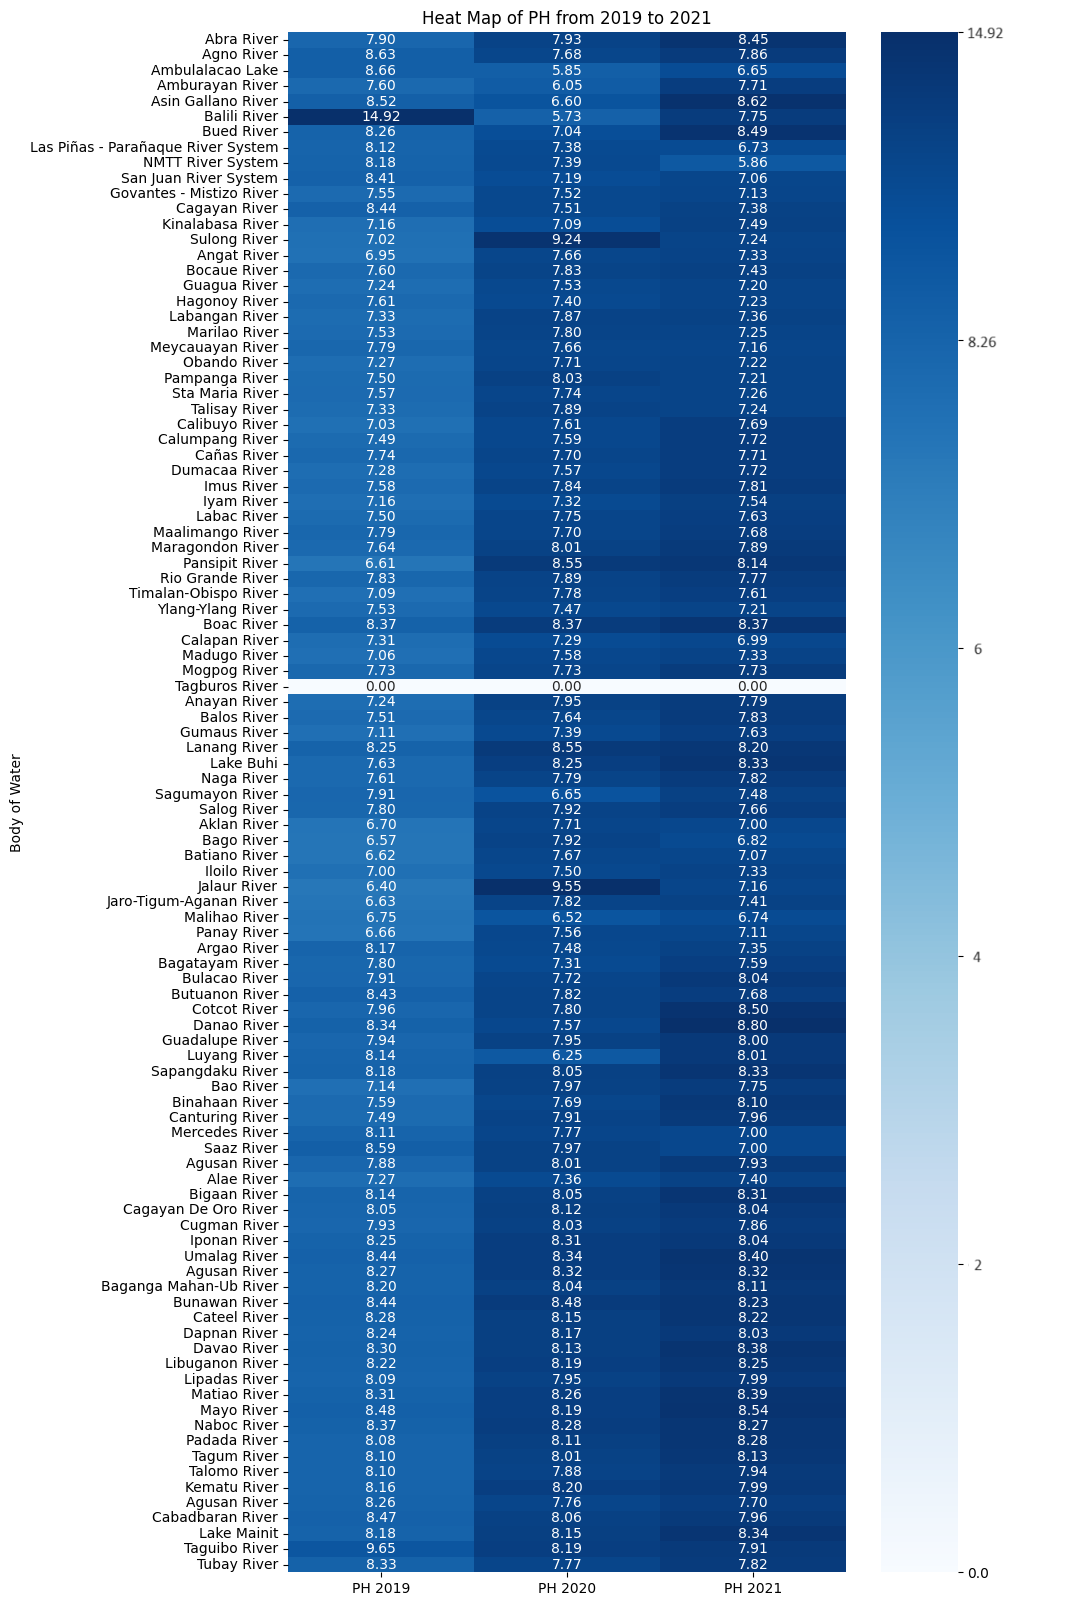 Heat Map of PH from 2019 to 2021
Abra River 7.90 7.93 8.45
Agno River 8.63 7.68 7.86
Ambulalacao Lake 8.66 5.85 6.65
Amburayan River 7.60 6.05 7.71
Asin Gallano River 8.52 6.60 8.62
Balili River 14.92 5.73 7.75
Bued River 8.26 7.04 8.49
Las Piñas - Parañaque River System 8.12 7.38 6.73
NMTT River System 8.18 7.39 5.86
San Juan River System 8.41 7.19 7.06
Govantes - Mistizo River 7.55 7.52 7.13
Cagayan River 8.44 7.51 7.38
Kinalabasa River 7.16 7.09 7.49
Sulong River 7.02 9.24 7.24
Angat River 6.95 7.66 7.33
Bocaue River 7.60 7.83 7.43
Guagua River 7.24 7.53 7.20
Hagonoy River 7.61 7.40 7.23
Labangan River 7.33 7.87 7.36
Marilao River 7.53 7.80 7.25
Meycauayan River 7.79 7.66 7.16
Obando River 7.27 7.71 7.22
Pampanga River 7.50 8.03 7.21
Sta Maria River 7.57 7.74 7.26
Talisay River 7.33 7.89 7.24
Calibuyo River 7.03 7.61 7.69
Calumpang River 7.49 7.59 7.72
Cañas River 7.74 7.70 7.71
Dumacaa River 7.28 7.57 7.72
Imus River 7.58 7.84 7.81
Iyam River 7.16 7.32 7.54
Labac River 7.50 7.75 7.63
Maalimango River 7.79 7.70 7.68
Maragondon River 7.64 8.01 7.89
Pansipit River 6.61 8.55 8.14
Rio Grande River 7.83 7.89 7.77
Timalan-Obispo River 7.09 7.78 7.61
Ylang-Ylang River 7.53 7.47 7.21
Boac River 8.37 8.37 8.37
Calapan River 7.31 7.29 6.99
Madugo River 7.06 7.58 7.33
Mogpog River 7.73 7.73 7.73
Tagburos River 0.00 0.00 0.00
Anayan River 7.24 7.95 7.79
Balos River 7.51 7.64 7.83
Gumaus River 7.11 7.39 7.63
Lanang River 8.25 8.55 8.20
Lake Buhi 7.63 8.25 8.33
Naga River 7.61 7.79 7.82
Sagumayon River 7.91 6.65 7.48
Salog River 7.80 7.92 7.66
Aklan River 6.70 7.71 7.00
Bago River 6.57 7.92 6.82
Batiano River 6.62 7.67 7.07
Iloilo River 7.00 7.50 7.33
Jalaur River 6.40 9.55 7.16
Jaro-Tigum-Aganan River 6.63 7.82 7.41
Malihao River 6.75 6.52 6.74
Panay River 6.66 7.56 7.11
Argao River 8.17 7.48 7.35
Bagatayam River 7.80 7.31 7.59
Bulacao River 7.91 7.72 8.04
Butuanon River 8.43 7.82 7.68
Cotcot River 7.96 7.80 8.50
Danao River 8.34 7.57 8.80
Guadalupe River 7.94 7.95 8.00
Luyang River 8.14 6.25 8.01
Sapangdaku River 8.18 8.05 8.33
Bao River 7.14 7.97 7.75
Binahaan River 7.59 7.69 8.10
Canturing River 7.49 7.91 7.96
Mercedes River 8.11 7.77 7.00
Saaz River 8.59 7.97 7.00
Agusan River 7.88 8.01 7.93
Alae River 7.27 7.36 7.40
Bigaan River 8.14 8.05 8.31
Cagayan De Oro River 8.05 8.12 8.04
Cugman River 7.93 8.03 7.86
Iponan River 8.25 8.31 8.04
Umalag River 8.44 8.34 8.40
Agusan River 8.27 8.32 8.32
Baganga Mahan-Ub River 8.20 8.04 8.11
Bunawan River 8.44 8.48 8.23
Cateel River 8.28 8.15 8.22
Dapnan River 8.24 8.17 8.03
Davao River 8.30 8.13 8.38
Libuganon River 8.22 8.19 8.25
Lipadas River 8.09 7.95 7.99
Matiao River 8.31 8.26 8.39
Mayo River 8.48 8.19 8.54
Naboc River 8.37 8.28 8.27
Padada River 8.08 8.11 8.28
Tagum River 8.10 8.01 8.13
Talomo River 8.10 7.88 7.94
Kematu River 8.16 8.20 7.99
Agusan River 8.26 7.76 7.70
Cabadbaran River 8.47 8.06 7.96
Lake Mainit 8.18 8.15 8.34
Taguibo River 9.65 8.19 7.91
Tubay River 8.33 7.77 7.82
PH 2019 PH 2020 PH 2021
Body of Water
14.92
8.26
6
4
2
0.0